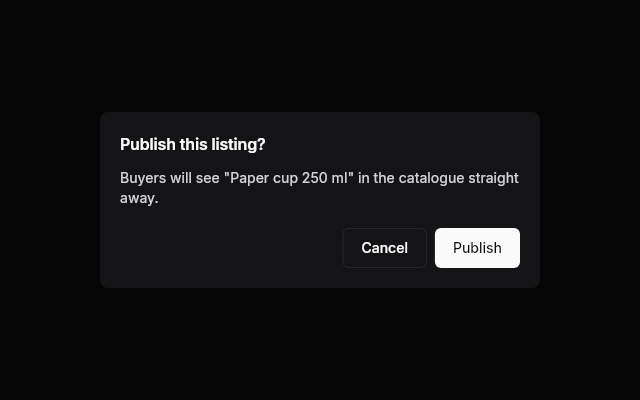 Publish this listing?
Buyers will see "Paper cup 250 ml" in the catalogue straight
away.
Cancel
Publish